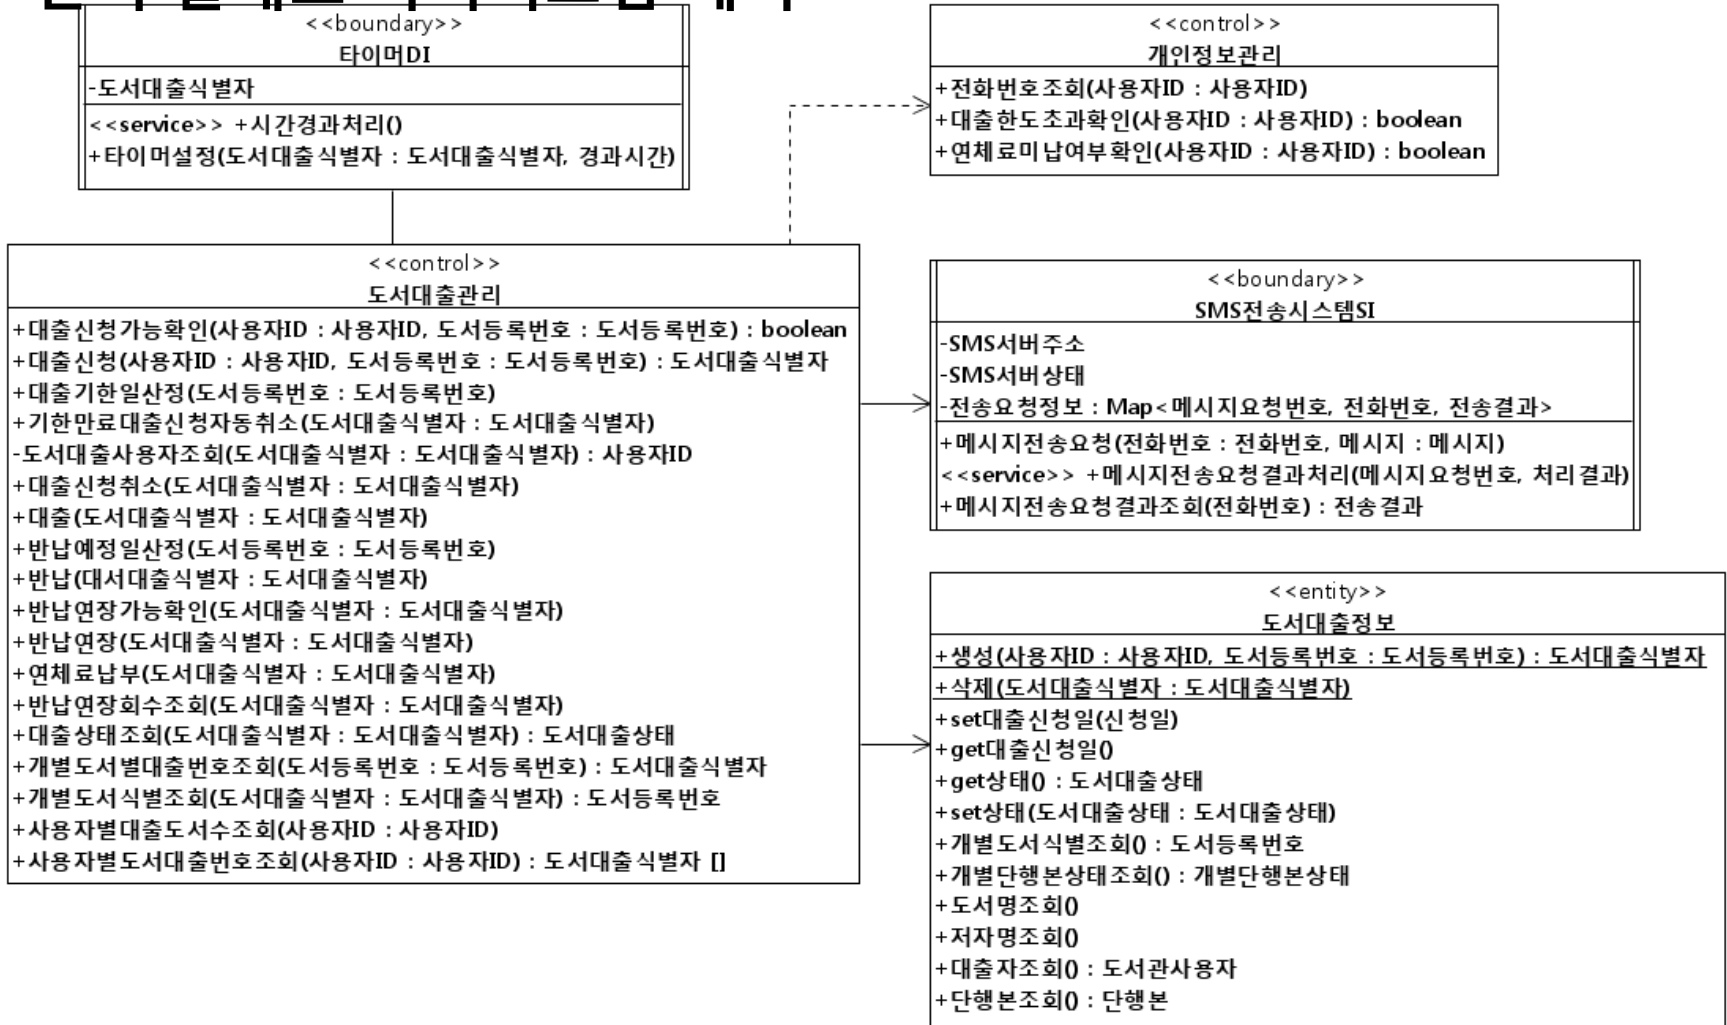 <<boundary>>
타이머DI
-도서대출식별자
<<service>> +시간경과처리()
+타이머설정(도서대출식별자 : 도서대출식별자, 경과시간)
<<control>>
개인정보관리
+전화번호조회(사용자ID : 사용자ID)
+대출한도초과확인(사용자ID : 사용자ID) : boolean
+연체료미납여부확인(사용자ID : 사용자ID) : boolean
<<control>>
도서대출관리
+대출신청가능확인(사용자ID : 사용자ID, 도서등록번호 : 도서등록번호) : boolean
+대출신청(사용자ID : 사용자ID, 도서등록번호 : 도서등록번호) : 도서대출식별자
+대출기한일산정(도서등록번호 : 도서등록번호)
+기한만료대출신청자동취소(도서대출식별자 : 도서대출식별자)
-도서대출사용자조회(도서대출식별자 : 도서대출식별자) : 사용자ID
+대출신청취소(도서대출식별자 : 도서대출식별자)
+대출(도서대출식별자 : 도서대출식별자)
+반납예정일산정(도서등록번호 : 도서등록번호)
+반납(대서대출식별자 : 도서대출식별자)
+반납연장가능확인(도서대출식별자 : 도서대출식별자)
+반납연장(도서대출식별자 : 도서대출식별자)
+연체료납부(도서대출식별자 : 도서대출식별자)
+반납연장회수조회(도서대출식별자 : 도서대출식별자)
+대출상태조회(도서대출식별자 : 도서대출식별자) : 도서대출상태
+개별도서별대출번호조회(도서등록번호 : 도서등록번호) : 도서대출식별자
+개별도서식별조회(도서대출식별자 : 도서대출식별자) : 도서등록번호
+사용자별대출도서수조회(사용자ID : 사용자ID)
+사용자별도서대출번호조회(사용자ID : 사용자ID) : 도서대출식별자 []
<<boundary>>
SMS전송시스템SI
-SMS서버주소
-SMS서버상태
-전송요청정보 : Map<메시지요청번호, 전화번호, 전송결과>
+메시지전송요청(전화번호 : 전화번호, 메시지 : 메시지)
<<service>> +메시지전송요청결과처리(메시지요청번호, 처리결과)
+메시지전송요청결과조회(전화번호) : 전송결과
<<entity>>
도서대출정보
+생성(사용자ID : 사용자ID, 도서등록번호 : 도서등록번호) : 도서대출식별자
+삭제(도서대출식별자 : 도서대출식별자)
+set대출신청일(신청일)
+get대출신청일()
+get상태() : 도서대출상태
+set상태(도서대출상태 : 도서대출상태)
+개별도서식별조회() : 도서등록번호
+개별단행본상태조회() : 개별단행본상태
+도서명조회()
+저자명조회()
+대출자조회() : 도서관사용자
+단행본조회() : 단행본